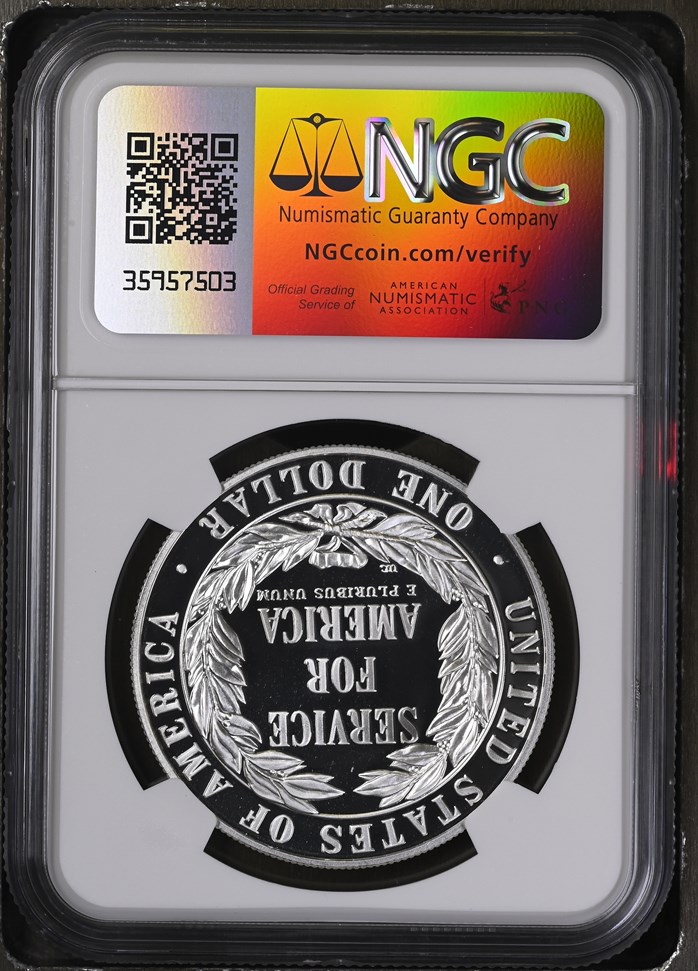 NGC
Numismatic Guaranty Company
NGCcoin.com/verify
35957503
Official Grading
Service of
AMERICAN
NUMISMATIC
ASSOCIATION
PNG
UNITED STATES OF AMERICA
• ONE DOLLAR •
SERVICE
FOR
AMERICA
E PLURIBUS UNUM